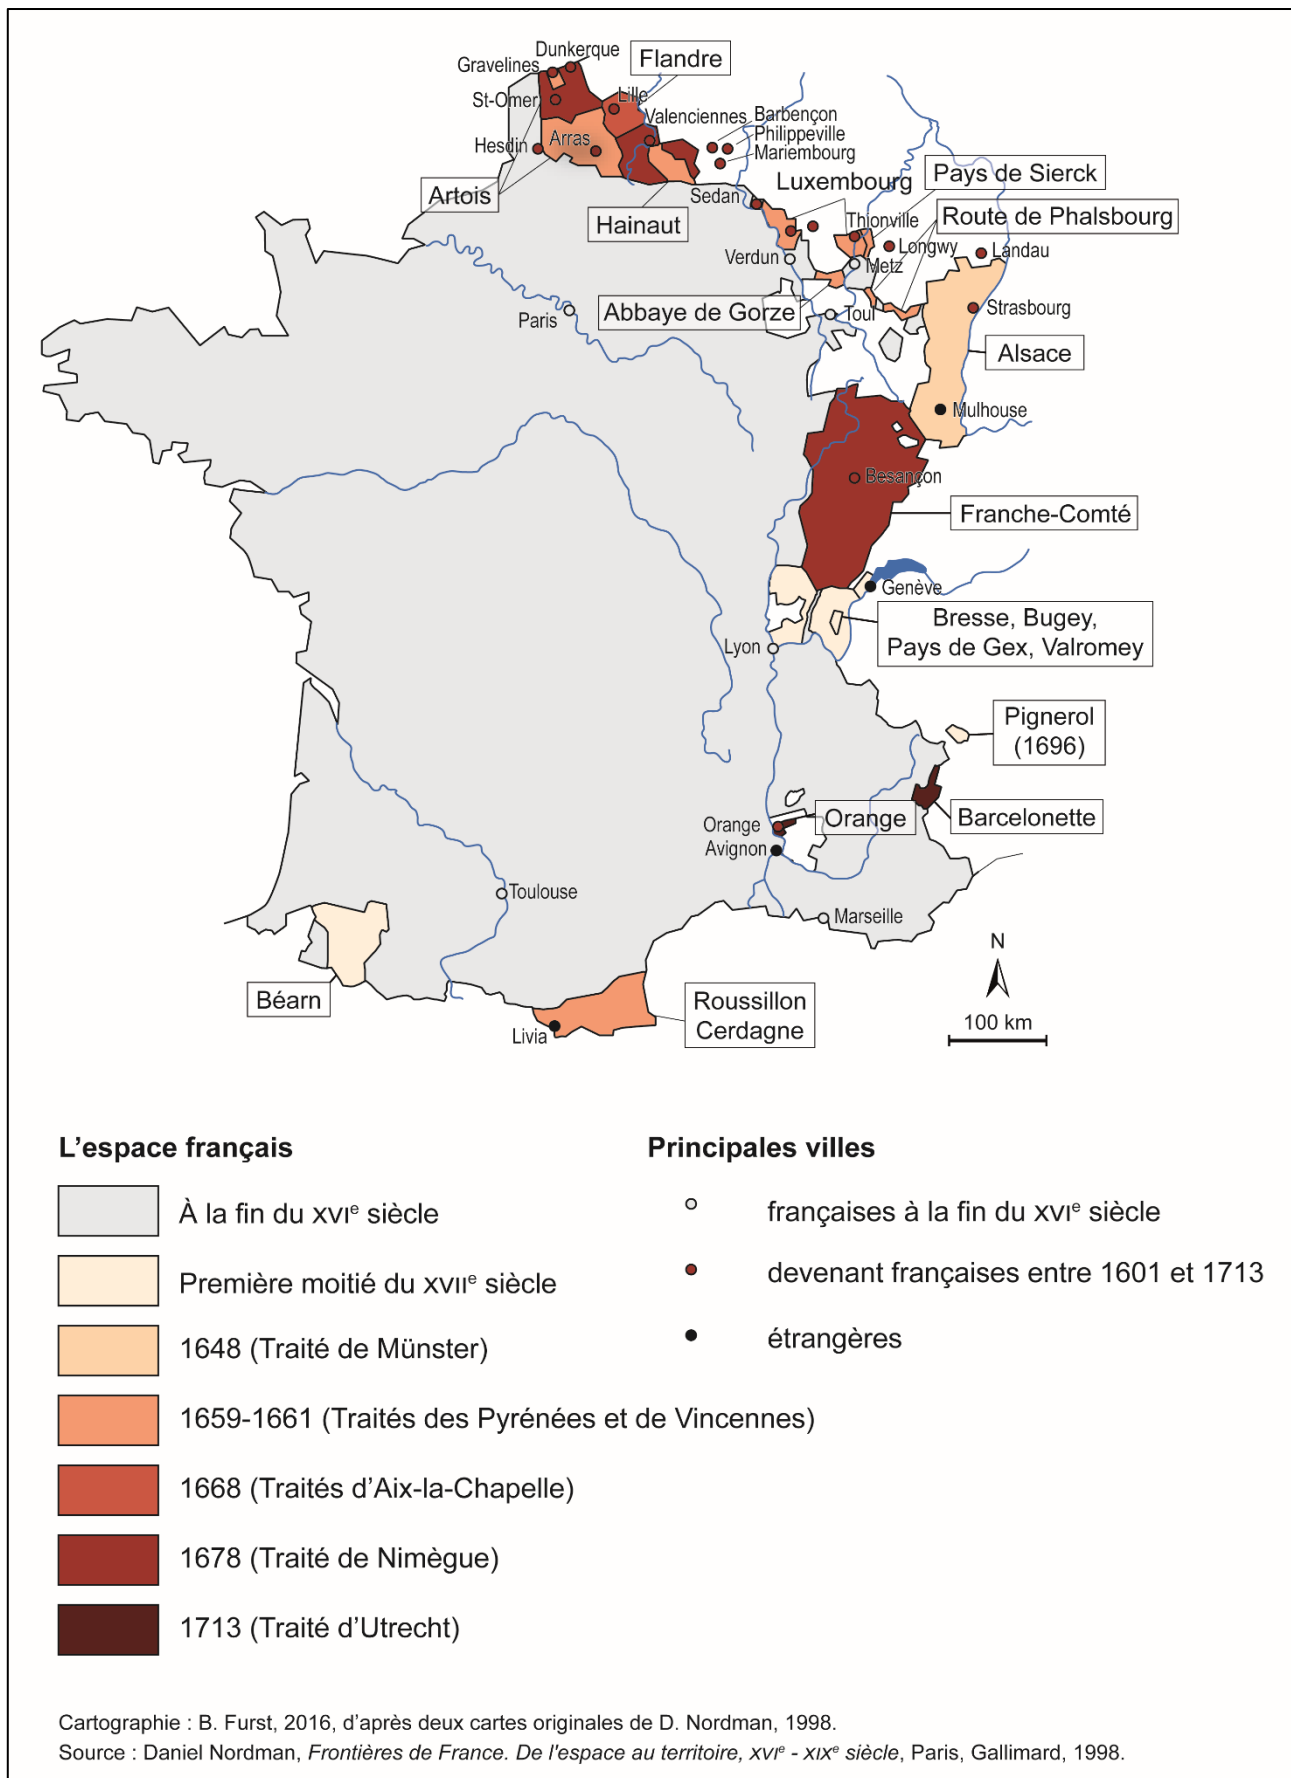 Dunkerque
Gravelines
Flandre
St-Omer
Lille
Valenciennes
Barbençon
Philippeville
Mariembourg
Hesdin
Arras
Artois
Hainaut
Luxembourg
Pays de Sierck
Sedan
Thionville
Route de Phalsbourg
Longwy
Landau
Verdun
Metz
Abbaye de Gorze
Toul
Strasbourg
Paris
Alsace
Mulhouse
Besançon
Franche-Comté
Genève
Bresse, Bugey,
Pays de Gex, Valromey
Lyon
Pignerol
(1696)
Orange
Orange
Barcelonette
Avignon
Toulouse
Marseille
N
Béarn
Roussillon
Cerdagne
100 km
Livia
L’espace français
À la fin du XVIe siècle
Première moitié du XVIIe siècle
1648 (Traité de Münster)
1659-1661 (Traités des Pyrénées et de Vincennes)
1668 (Traités d’Aix-la-Chapelle)
1678 (Traité de Nimègue)
1713 (Traité d’Utrecht)
Principales villes
françaises à la fin du XVIe siècle
devenant françaises entre 1601 et 1713
étrangères
Cartographie : B. Furst, 2016, d’après deux cartes originales de D. Nordman, 1998.
Source : Daniel Nordman, Frontières de France. De l'espace au territoire, XVIe - XIXe siècle, Paris, Gallimard, 1998.